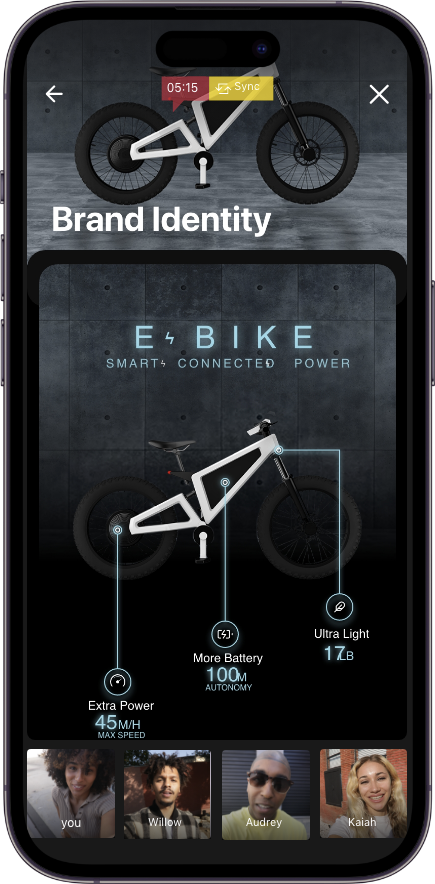 05:15 Sync
Brand Identity
E BIKE
SMART CONNECTED POWER
Ultra Light
17LB
More Battery
100M
AUTONOMY
Extra Power
45M/H
MAX SPEED
you Willow Audrey Kaiah